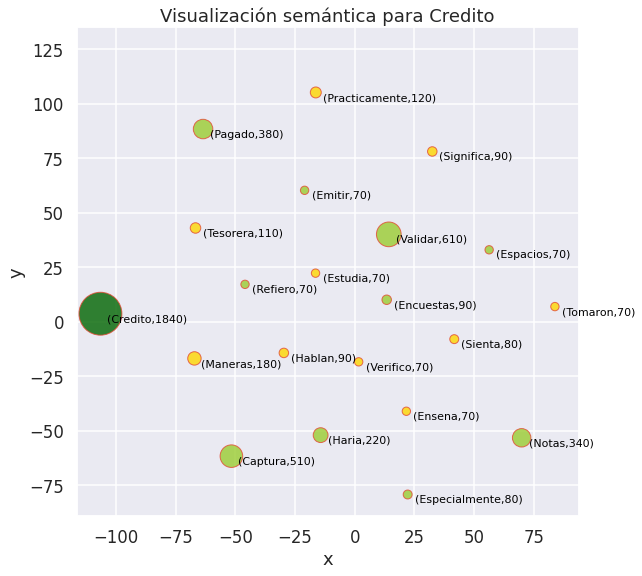 Visualización semántica para Credito
125
100
75
50
25
0
−25
−50
−75
y
(Practicamente,120)
(Pagado,380)
(Significa,90)
(Emitir,70)
(Tesorera,110)
(Validar,610)
(Espacios,70)
(Estudia,70)
(Refiero,70)
(Encuestas,90)
(Tomaron,70)
(Credito,1840)
(Sienta,80)
(Hablan,90)
(Maneras,180)
(Verifico,70)
(Ensena,70)
(Haria,220)
(Notas,340)
(Captura,510)
(Especialmente,80)
−100 −75 −50 −25 0 25 50 75
x